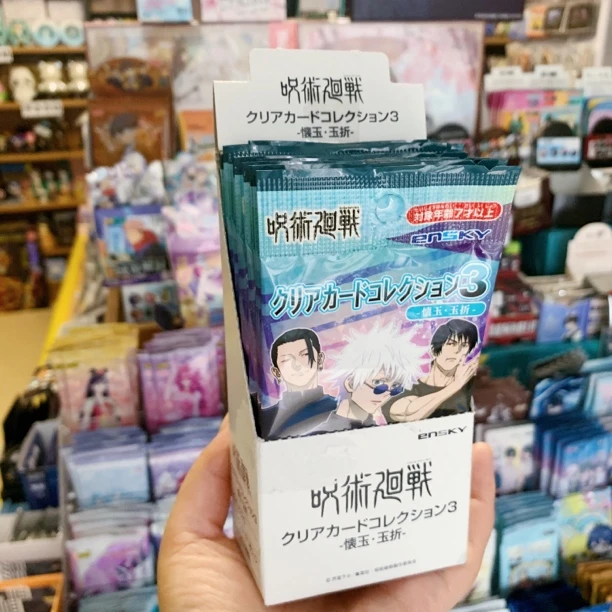 呪術廻戦
クリアカードコレクション3
-懐玉・玉折-
呪術廻戦
対象年齢7才以上
ensky
クリアカードコレクション3
-懐玉・玉折-
ensky
呪術廻戦
クリアカードコレクション3
-懐玉・玉折-